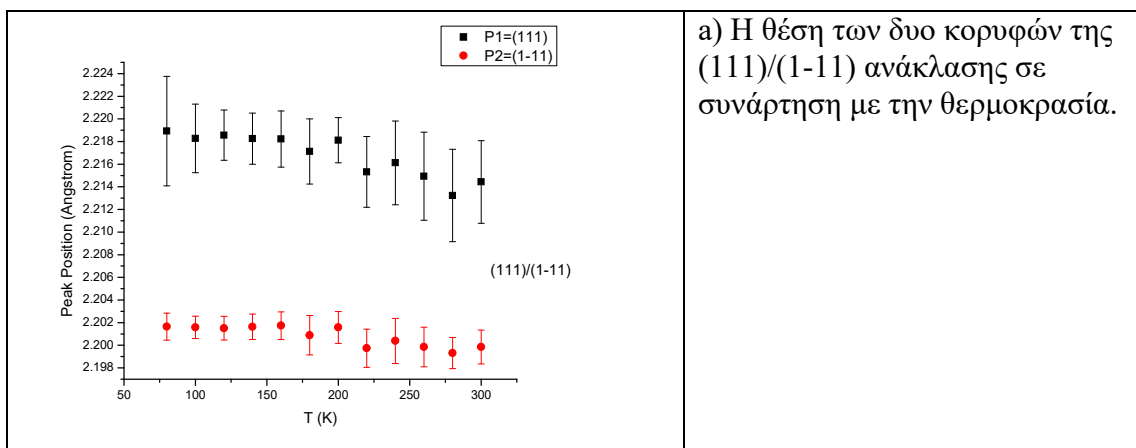 P1=(111)
P2=(1-11)
2.224
2.222
2.220
2.218
2.216
2.214
2.212
2.210
2.208
2.206
2.204
2.202
2.200
2.198
Peak Position (Angstrom)
(111)/(1-11)
50 100 150 200 250 300
T (K)
a) Η θέση των δυο κορυφών της
(111)/(1-11) ανάκλασης σε
συνάρτηση με την θερμοκρασία.